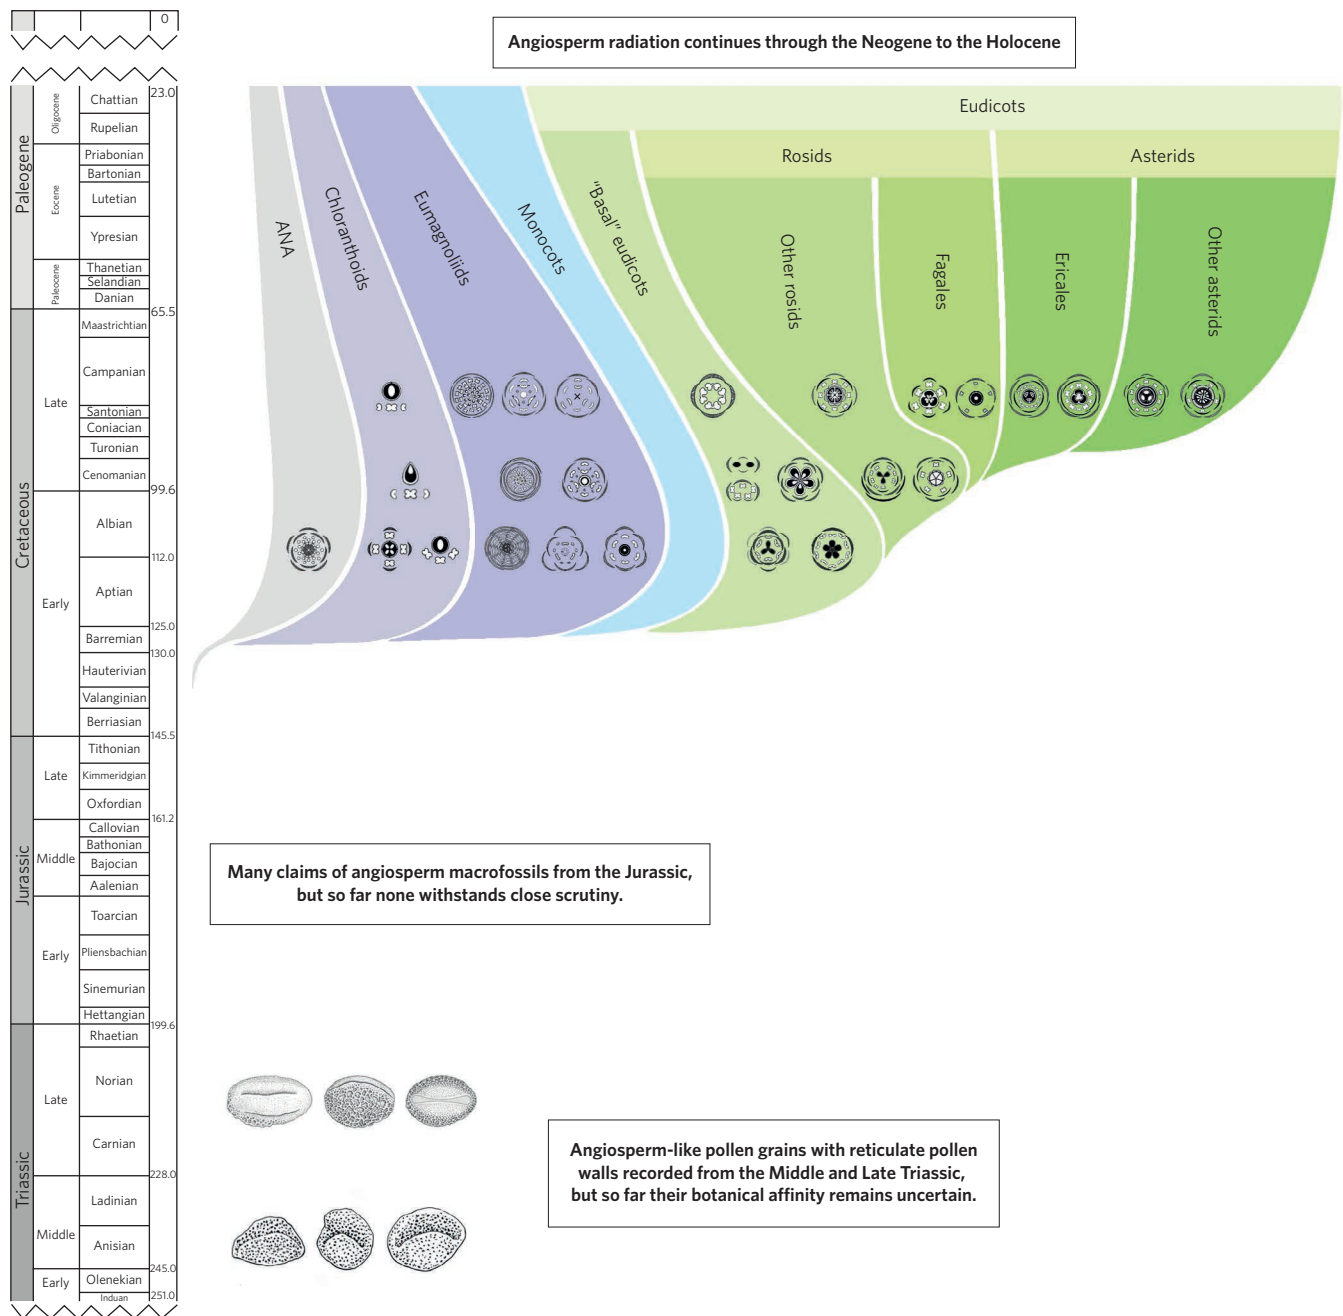 0
Angiosperm radiation continues through the Neogene to the Holocene
Paleogene
Oligocene
Chattian
23.0
Rupelian
Eocene
Priabonian
Bartonian
Lutetian
Ypresian
Paleocene
Thanetian
Selandian
Danian
65.5
Cretaceous
Late
Maastrichtian
Campanian
Santonian
Coniacian
Turonian
Cenomanian
99.6
Early
Albian
112.0
Aptian
125.0
Barremian
130.0
Hauterivian
Valanginian
Berriasian
145.5
Jurassic
Late
Tithonian
Kimmeridgian
Oxfordian
161.2
Middle
Callovian
Bathonian
Bajocian
Aalenian
Early
Toarcian
Pliensbachian
Sinemurian
Hettangian
199.6
Triassic
Late
Rhaetian
Norian
Carnian
228.0
Middle
Ladinian
Anisian
245.0
Early
Olenekian
Induan
251.0
Eudicots
Rosids
Asterids
ANA
Chloranthoids
Eumagnoliids
Monocots
"Basal" eudicots
Other rosids
Fagales
Ericales
Other asterids
Many claims of angiosperm macrofossils from the Jurassic,
but so far none withstands close scrutiny.
Angiosperm-like pollen grains with reticulate pollen
walls recorded from the Middle and Late Triassic,
but so far their botanical affinity remains uncertain.